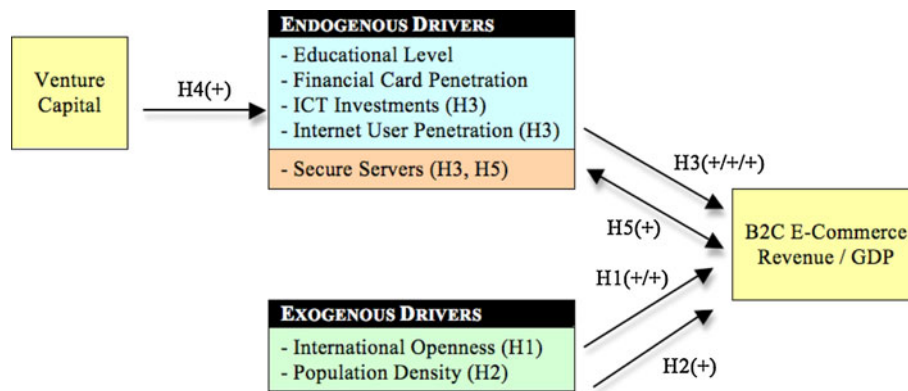 ENDOGENOUS DRIVERS
Venture
Capital
H4(+)
- Educational Level
- Financial Card Penetration
- ICT Investments (H3)
- Internet User Penetration (H3)
- Secure Servers (H3, H5)
H3(+/+/+)
H5(+)
B2C E-Commerce
Revenue / GDP
H1(+/+)
EXOGENOUS DRIVERS
- International Openness (H1)
- Population Density (H2)
H2(+)